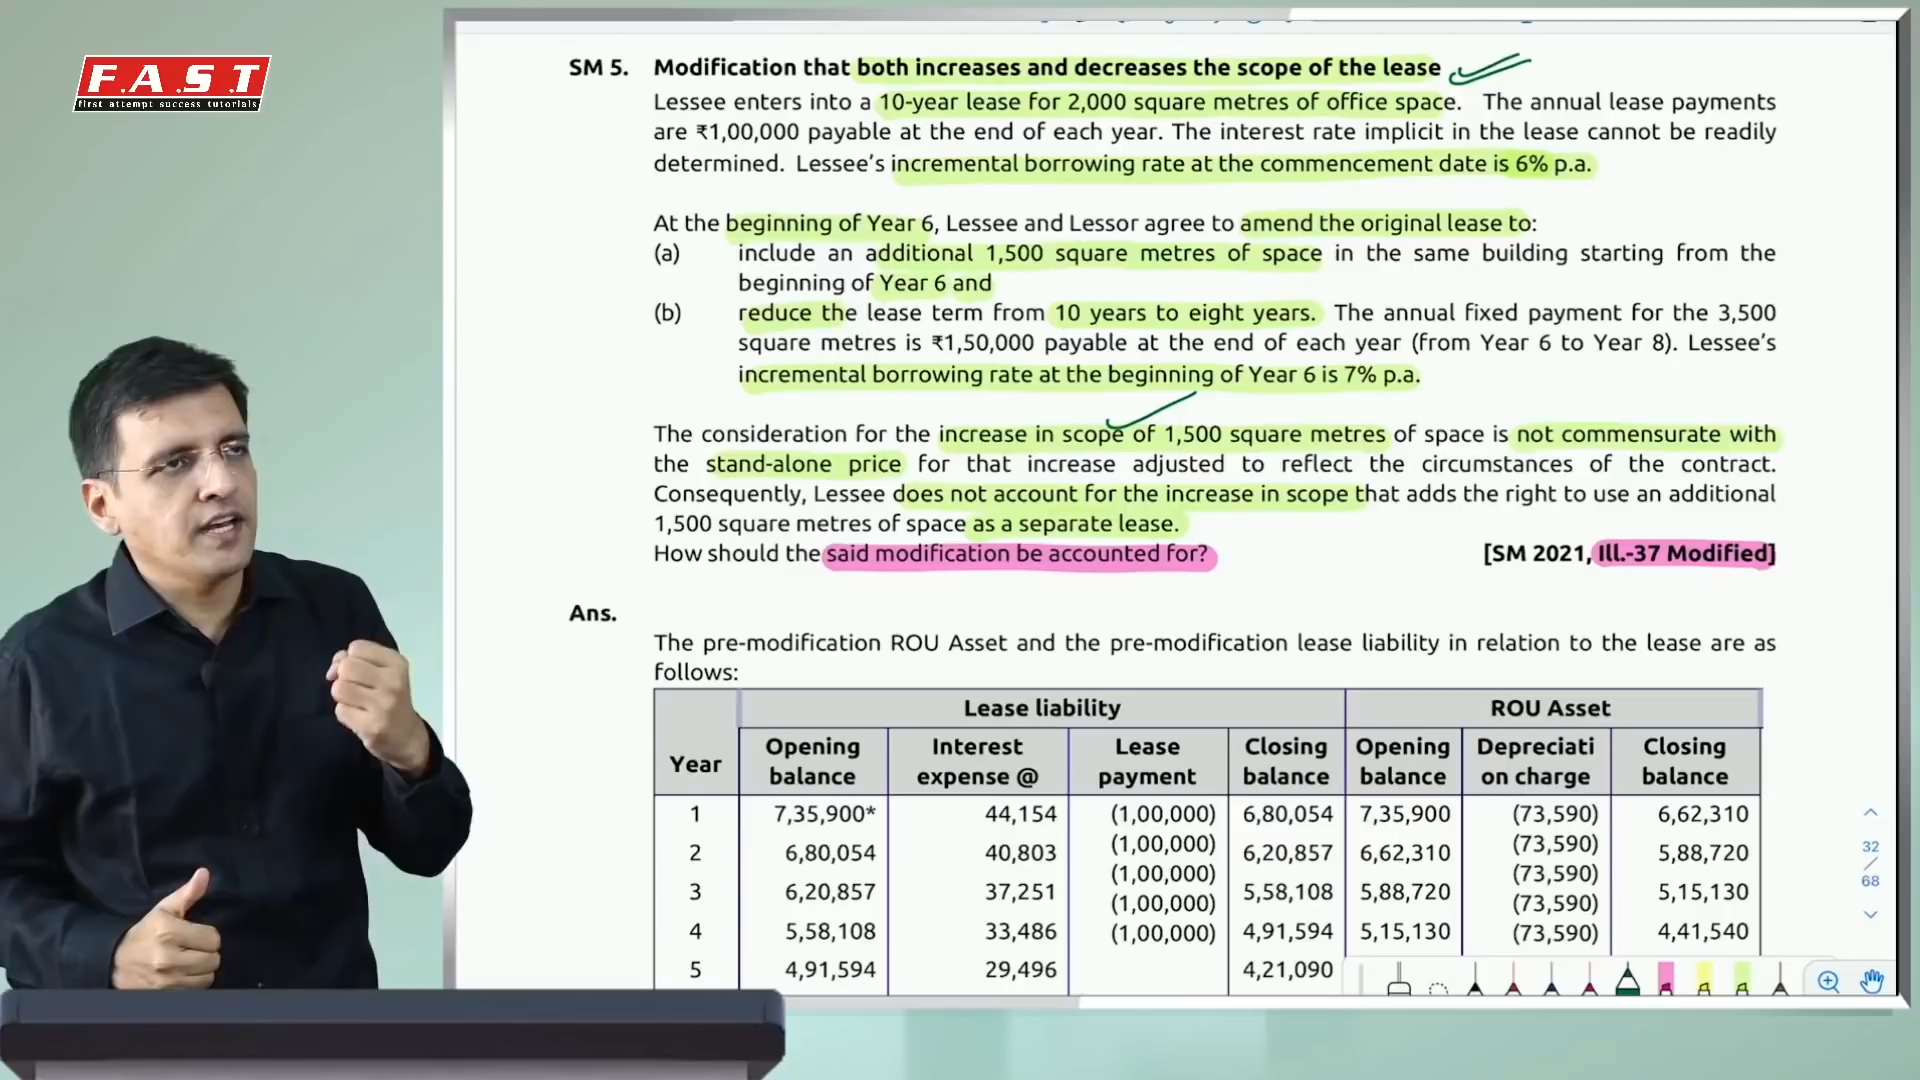 F.A.S.T
first attempt success tutorials
SM 5. Modification that both increases and decreases the scope of the lease
Lessee enters into a 10-year lease for 2,000 square metres of office space. The annual lease payments
are ₹1,00,000 payable at the end of each year. The interest rate implicit in the lease cannot be readily
determined. Lessee’s incremental borrowing rate at the commencement date is 6% p.a.
At the beginning of Year 6, Lessee and Lessor agree to amend the original lease to:
(a) include an additional 1,500 square metres of space in the same building starting from the
beginning of Year 6 and
(b) reduce the lease term from 10 years to eight years. The annual fixed payment for the 3,500
square metres is ₹1,50,000 payable at the end of each year (from Year 6 to Year 8). Lessee’s
incremental borrowing rate at the beginning of Year 6 is 7% p.a.
The consideration for the increase in scope of 1,500 square metres of space is not commensurate with
the stand-alone price for that increase adjusted to reflect the circumstances of the contract.
Consequently, Lessee does not account for the increase in scope that adds the right to use an additional
1,500 square metres of space as a separate lease.
How should the said modification be accounted for? [SM 2021, Ill.-37 Modified]
Ans.
The pre-modification ROU Asset and the pre-modification lease liability in relation to the lease are as
follows:
Lease liability ROU Asset
Year Opening balance Interest expense @ Lease payment Closing balance Opening balance Depreciati on charge Closing balance
1 7,35,900* 44,154 (1,00,000) 6,80,054 7,35,900 (73,590) 6,62,310
2 6,80,054 40,803 (1,00,000) 6,20,857 6,62,310 (73,590) 5,88,720
3 6,20,857 37,251 (1,00,000) 5,58,108 5,88,720 (73,590) 5,15,130
4 5,58,108 33,486 (1,00,000) 4,91,594 5,15,130 (73,590) 4,41,540
5 4,91,594 29,496 (1,00,000) 4,21,090 (73,590)
32
68